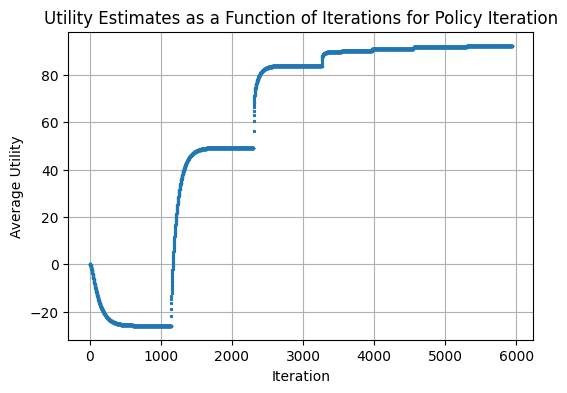 Utility Estimates as a Function of Iterations for Policy Iteration
Average Utility
80
60
40
20
0
−20
0 1000 2000 3000 4000 5000 6000
Iteration